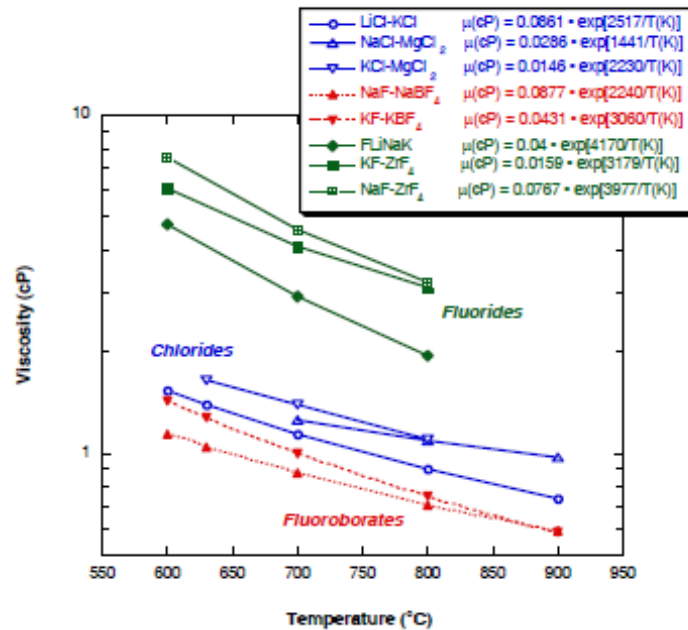 LiCl-KCl μ(cP) = 0.0861 • exp[2517/T(K)]
NaCl-MgCl2 μ(cP) = 0.0286 • exp[1441/T(K)]
KCl-MgCl2 μ(cP) = 0.0146 • exp[2230/T(K)]
NaF-NaBF4 μ(cP) = 0.0877 • exp[2240/T(K)]
KF-KBF4 μ(cP) = 0.0431 • exp[3060/T(K)]
FLiNaK μ(cP) = 0.04 • exp[4170/T(K)]
KF-ZrF4 μ(cP) = 0.0159 • exp[3179/T(K)]
NaF-ZrF4 μ(cP) = 0.0767 • exp[3977/T(K)]
10
Viscosity (cP)
Fluorides
Chlorides
1
Fluoroborates
550 600 650 700 750 800 850 900 950
Temperature (°C)